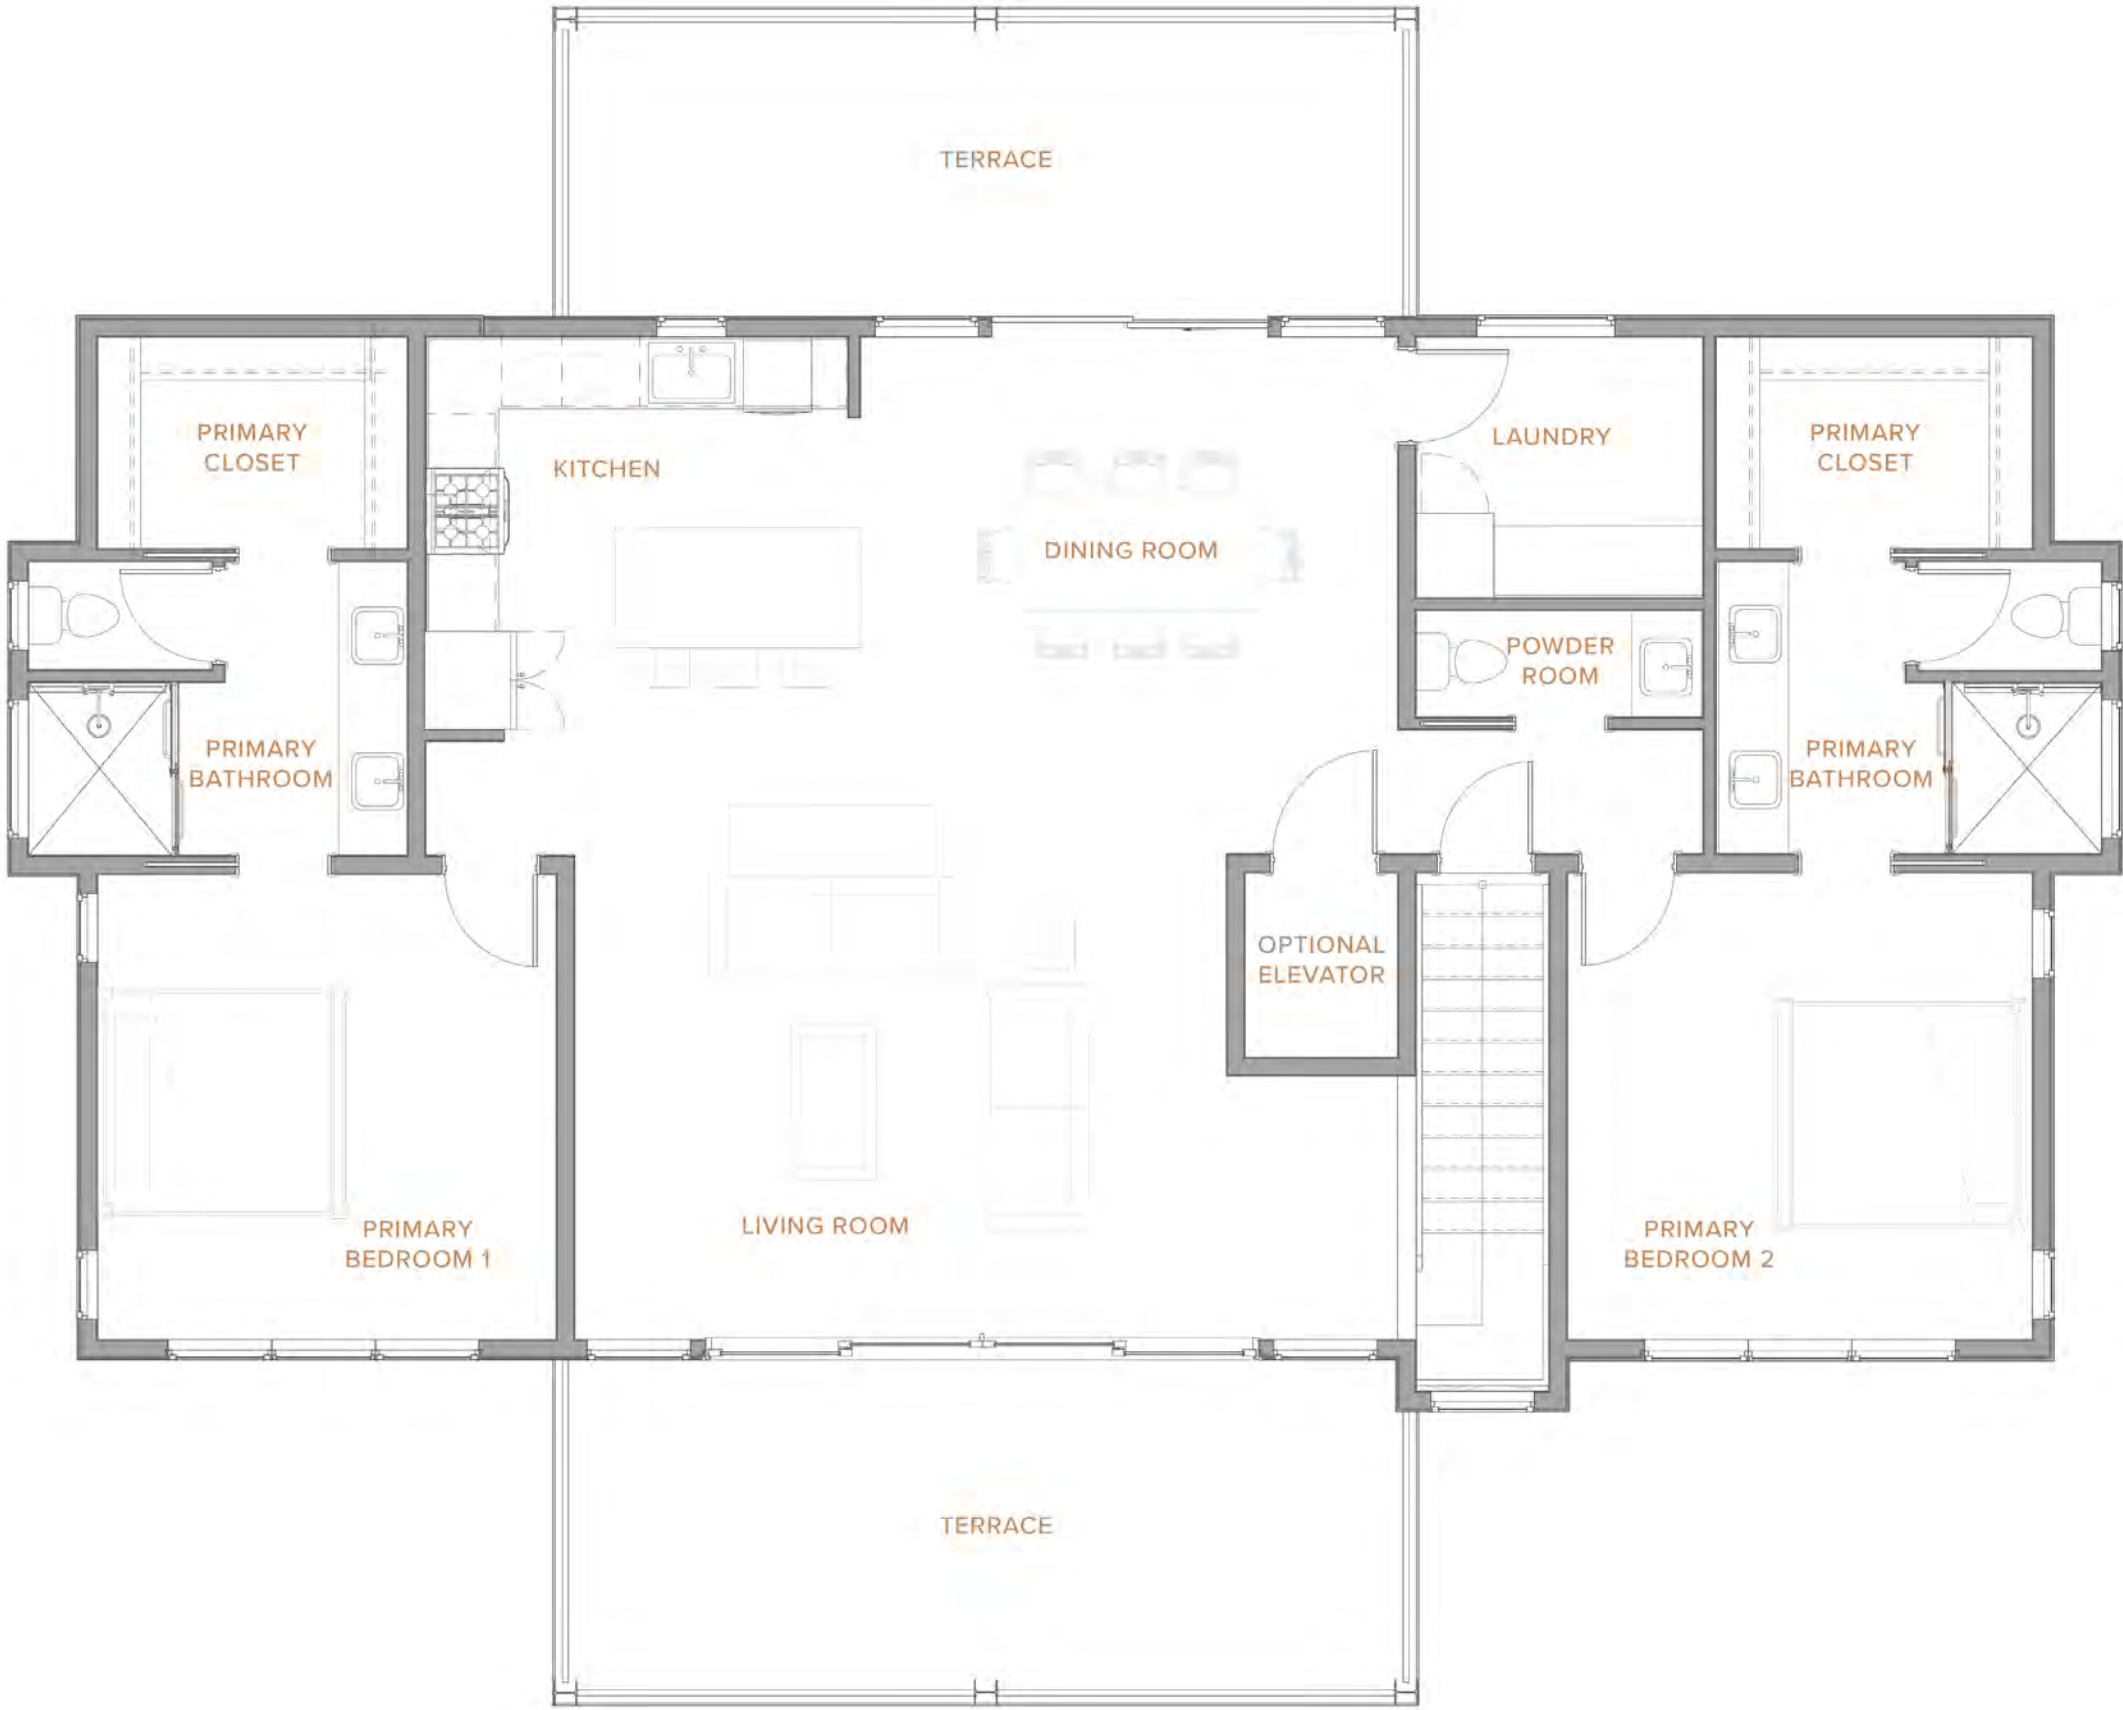 TERRACE
PRIMARY
CLOSET
KITCHEN
DINING ROOM
LAUNDRY
PRIMARY
CLOSET
POWDER
ROOM
PRIMARY
BATHROOM
PRIMARY
BATHROOM
OPTIONAL
ELEVATOR
PRIMARY
BEDROOM 1
LIVING ROOM
PRIMARY
BEDROOM 2
TERRACE